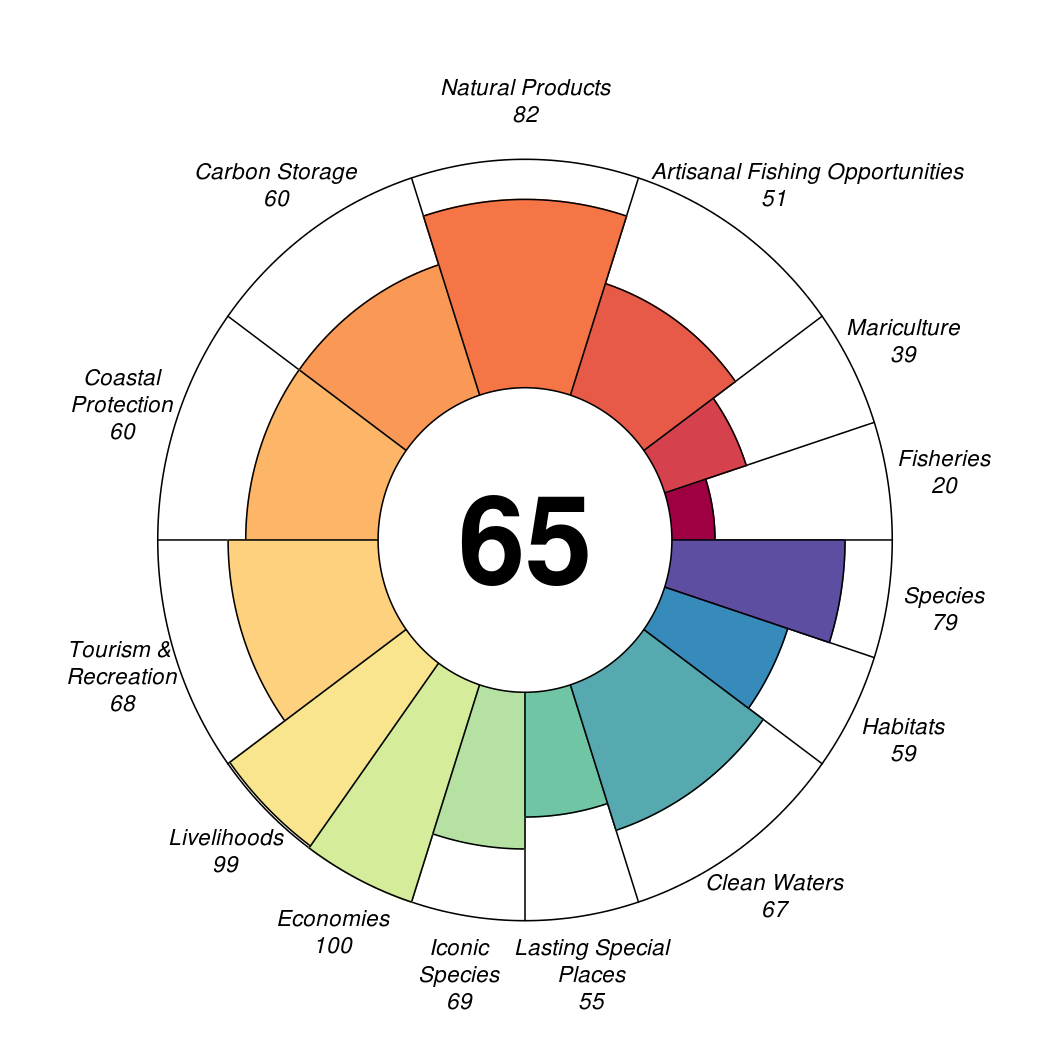 Natural Products
82
Carbon Storage
60
Artisanal Fishing Opportunities
51
Mariculture
39
Coastal
Protection
60
Fisheries
20
65
Species
79
Tourism &
Recreation
68
Habitats
59
Livelihoods
99
Clean Waters
67
Economies
100
Iconic
Species
69
Lasting Special
Places
55